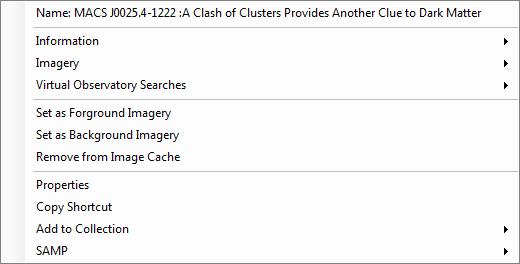 Name: MACS J0025.4-1222 :A Clash of Clusters Provides Another Clue to Dark Matter
Information
Imagery
Virtual Observatory Searches
Set as Forground Imagery
Set as Background Imagery
Remove from Image Cache
Properties
Copy Shortcut
Add to Collection
SAMP